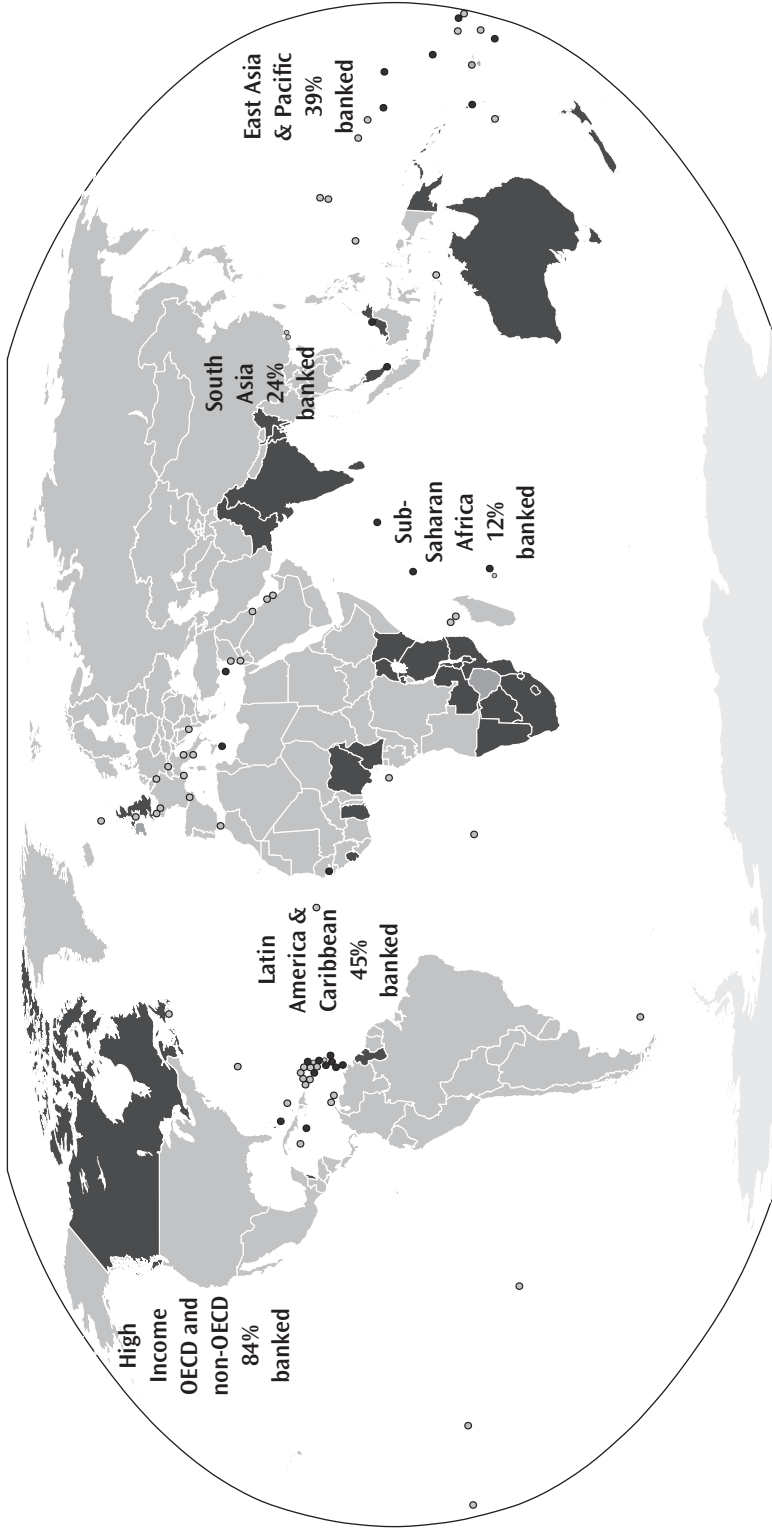 High
Income
OECD and
non-OECD
84%
banked
Latin
America &
Caribbean
45%
banked
Sub-
Saharan
Africa
12%
banked
South
Asia
24%
banked
East Asia
& Pacific
39%
banked